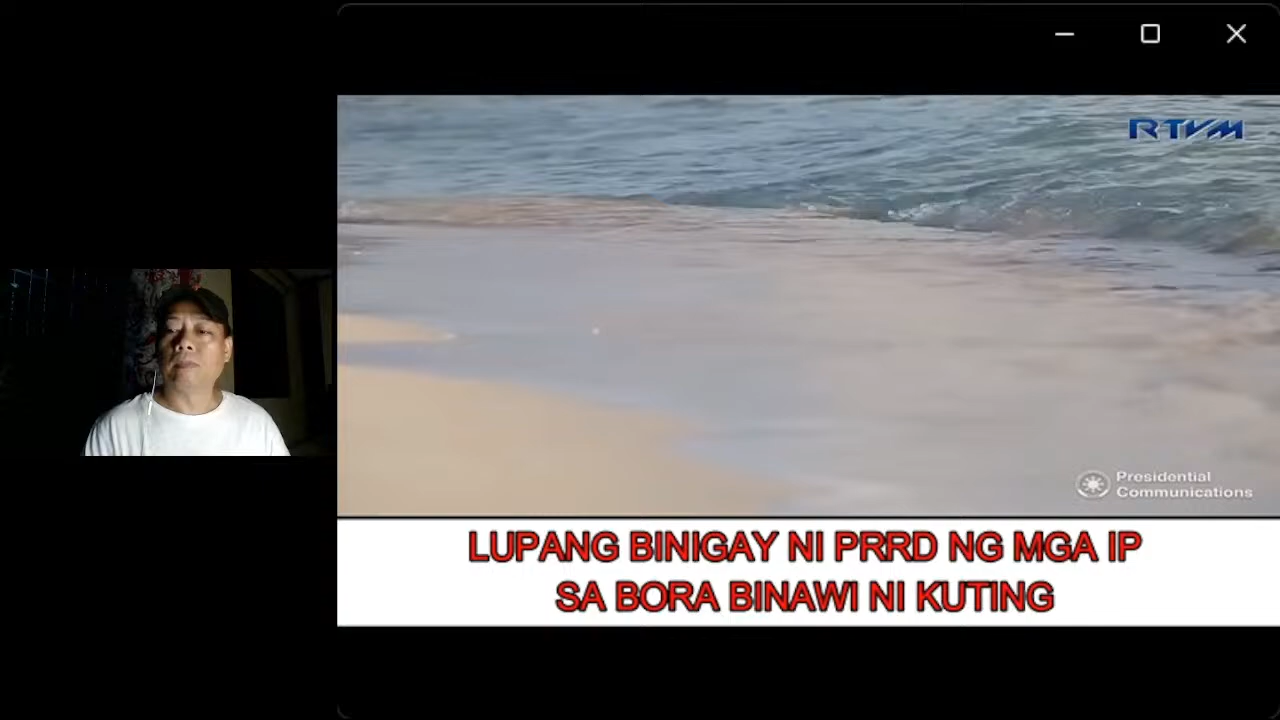 RTVM
Presidential
Communications
LUPANG BINIGAY NI PRRD NG MGA IP
SA BORA BINAWI NI KUTING